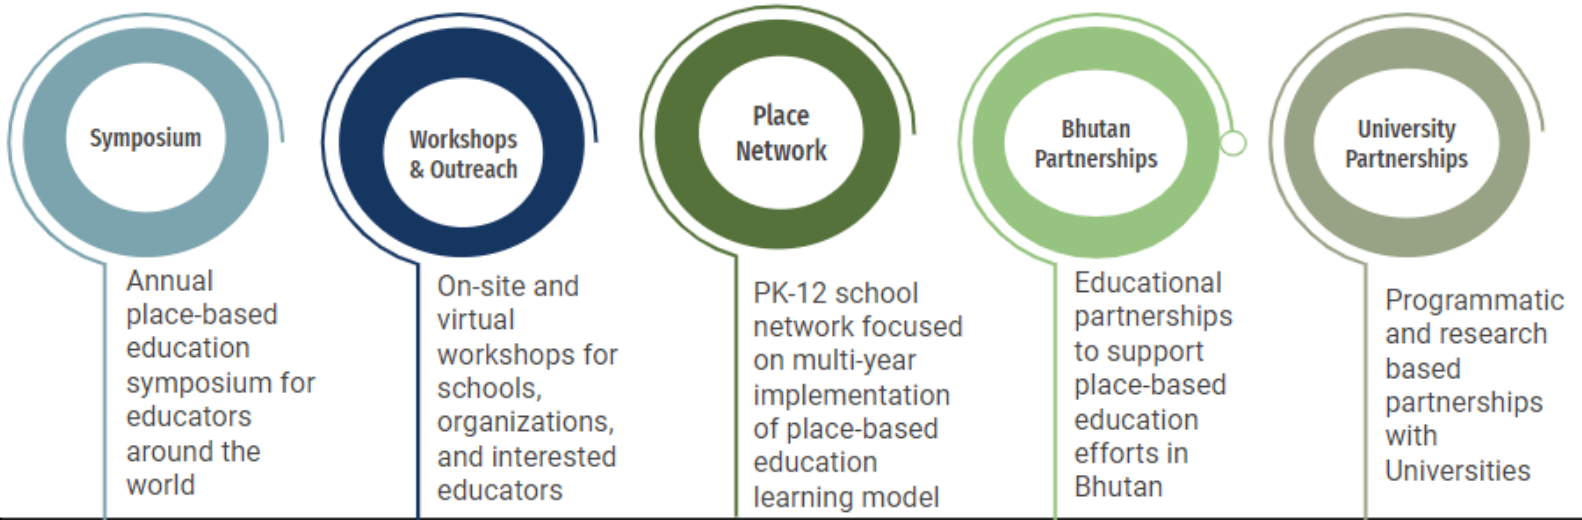 Symposium
Annual
place-based
education
symposium for
educators
around the
world
Workshops
& Outreach
On-site and
virtual
workshops for
schools,
organizations,
and interested
educators
Place
Network
PK-12 school
network focused
on multi-year
implementation
of place-based
education
learning model
Bhutan
Partnerships
Educational
partnerships
to support
place-based
education
efforts in
Bhutan
University
Partnerships
Programmatic
and research
based
partnerships
with
Universities